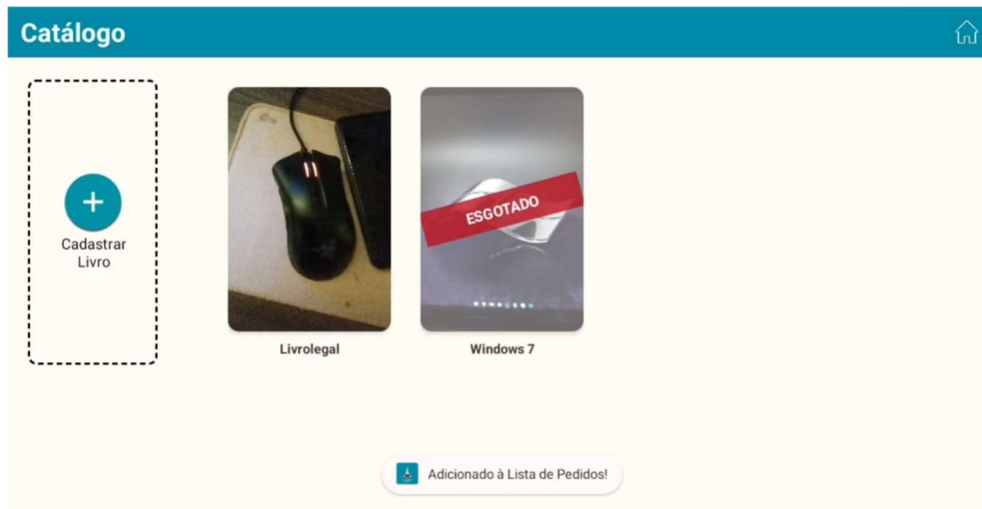 Catálogo
Cadastrar
Livro
ESGOTADO
Livrolegal
Windows 7
Adicionado à Lista de Pedidos!